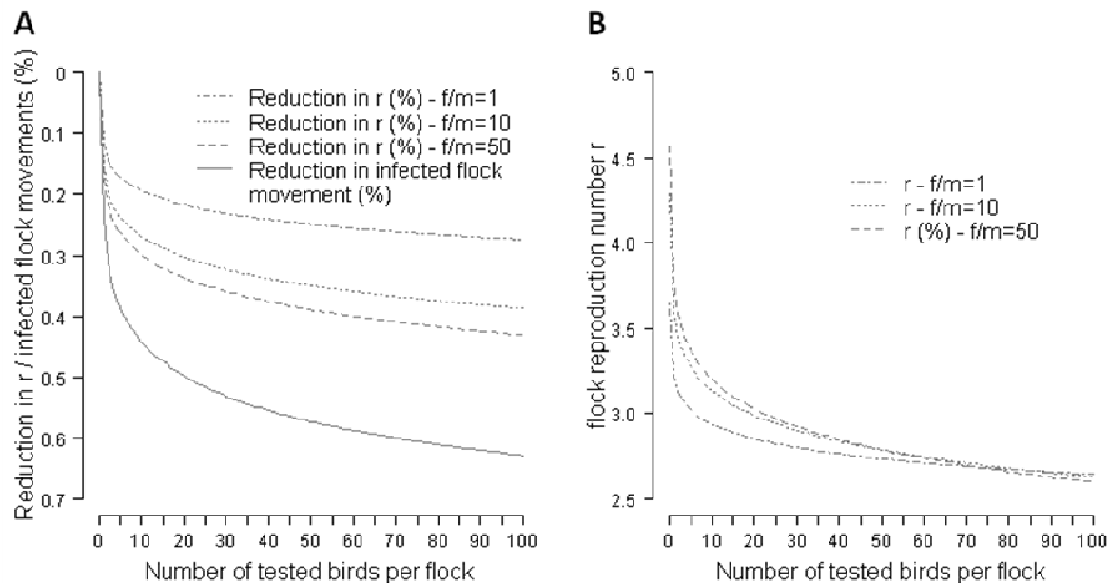 A
Reduction in r / infected flock movements (%)
0
0.1
0.2
0.3
0.4
0.5
0.6
0.7
Reduction in r (%) - f/m=1
Reduction in r (%) - f/m=10
Reduction in r (%) - f/m=50
Reduction in infected flock
movement (%)
0 10 20 30 40 50 60 70 80 90 100
Number of tested birds per flock
B
flock reproduction number r
5.0
4.5
4.0
3.5
3.0
2.5
r - f/m=1
r - f/m=10
r (%) - f/m=50
0 10 20 30 40 50 60 70 80 90 100
Number of tested birds per flock